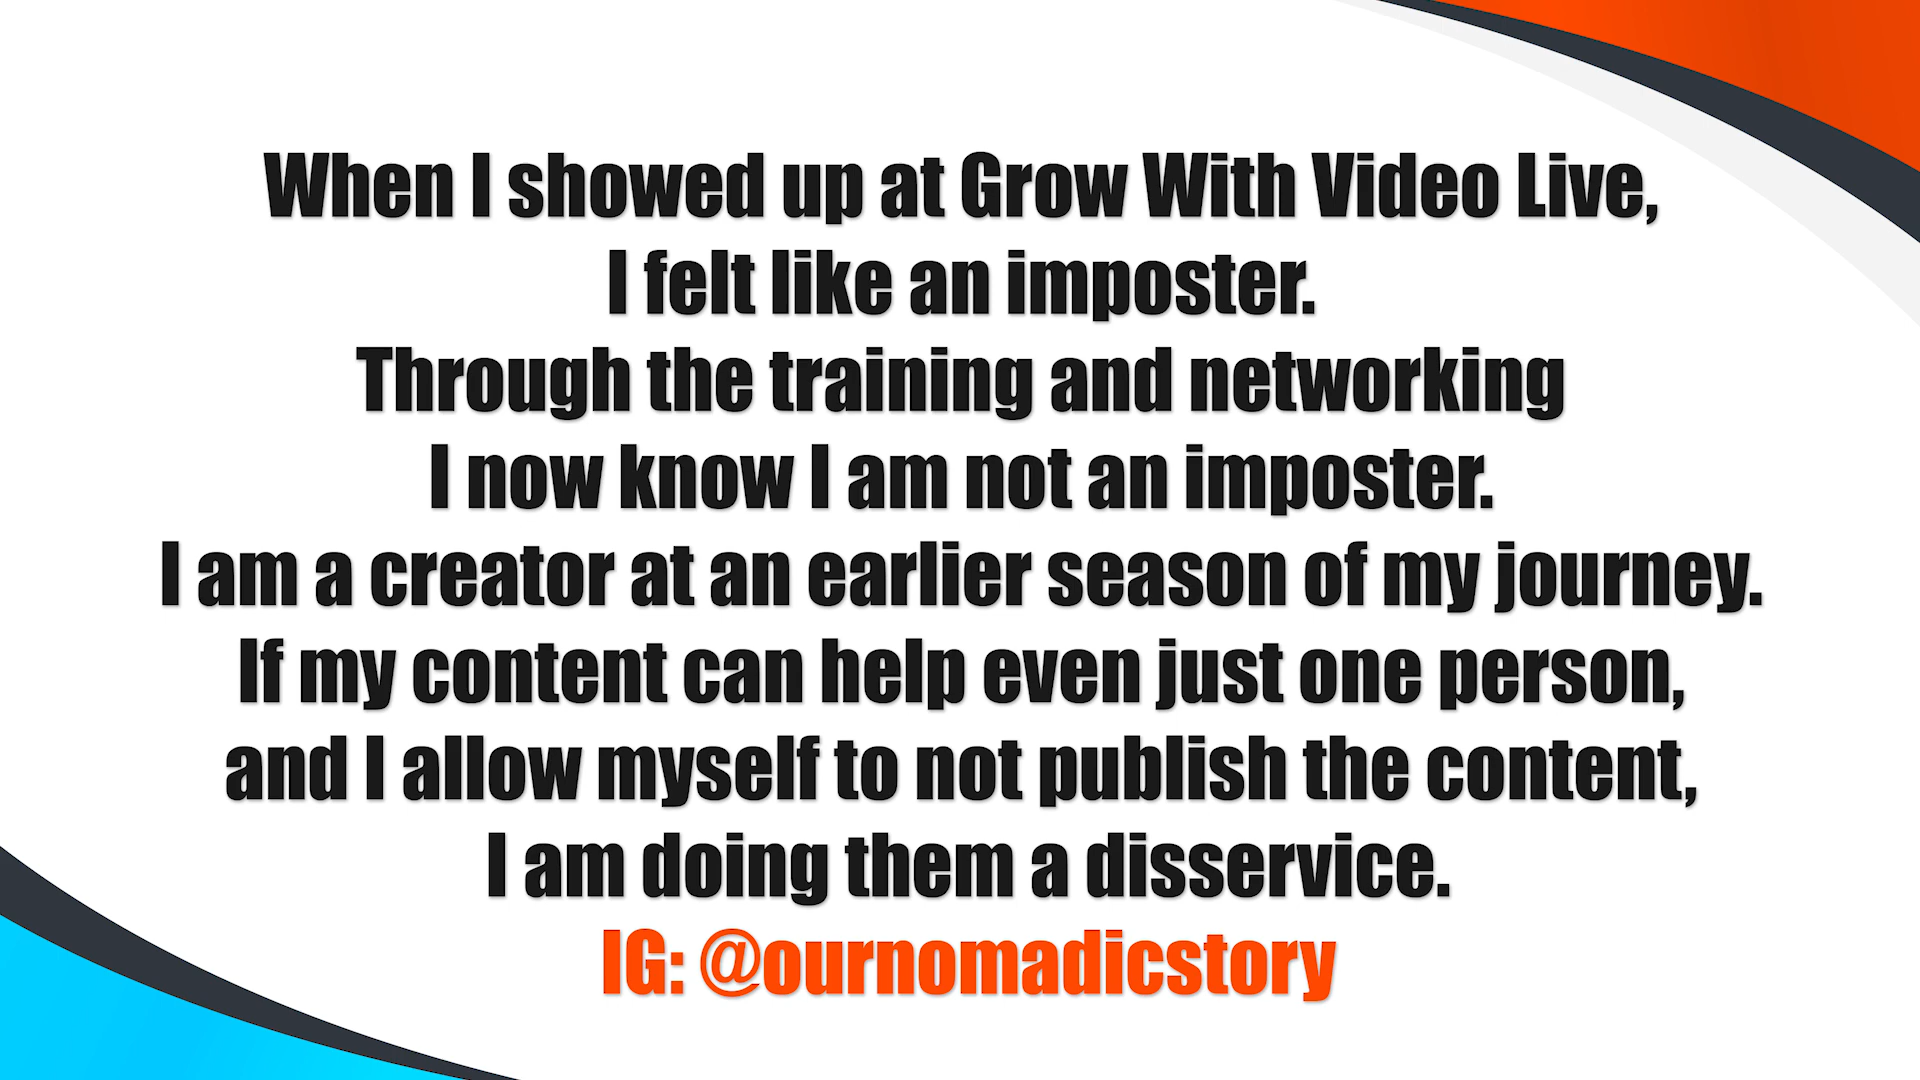 When I showed up at Grow With Video Live,
I felt like an imposter.
Through the training and networking
I now know I am not an imposter.
I am a creator at an earlier season of my journey.
If my content can help even just one person,
and I allow myself to not publish the content,
I am doing them a disservice.
IG: @ournomadicstory